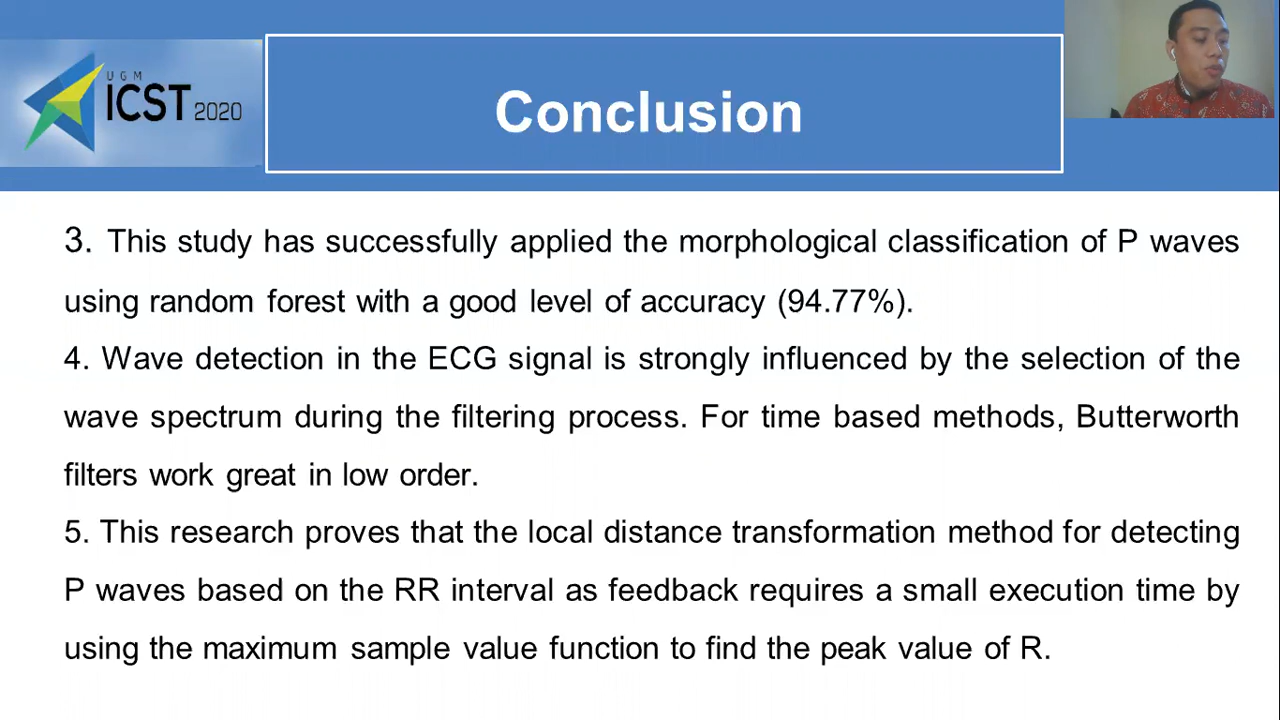 UGM
ICST 2020
Conclusion
3. This study has successfully applied the morphological classification of P waves
using random forest with a good level of accuracy (94.77%).
4. Wave detection in the ECG signal is strongly influenced by the selection of the
wave spectrum during the filtering process. For time based methods, Butterworth
filters work great in low order.
5. This research proves that the local distance transformation method for detecting
P waves based on the RR interval as feedback requires a small execution time by
using the maximum sample value function to find the peak value of R.